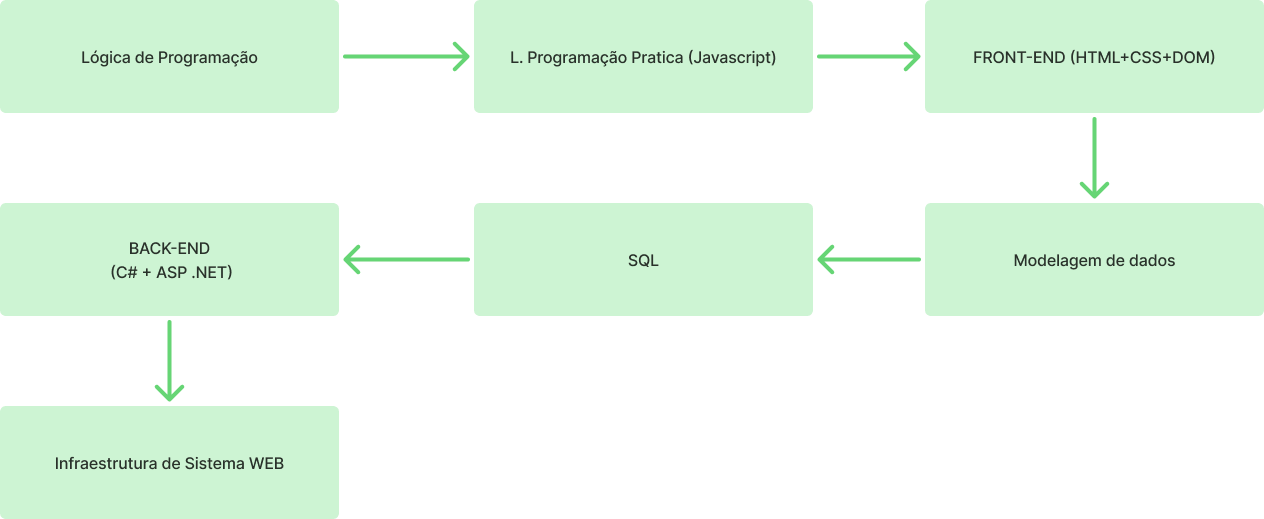 Lógica de Programação
L. Programação Pratica (Javascript)
FRONT-END (HTML+CSS+DOM)
BACK-END
(C# + ASP .NET)
SQL
Modelagem de dados
Infraestrutura de Sistema WEB